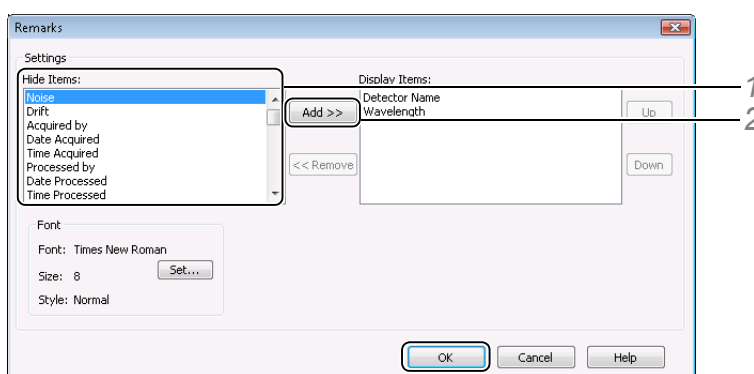 Remarks
Settings
Hide Items:
Display Items:
Noise
Drift
Acquired by
Date Acquired
Time Acquired
Processed by
Date Processed
Time Processed
Add >>
<< Remove
Detector Name
Wavelength
Up
Down
1
2
Font
Font: Times New Roman
Size: 8
Set...
Style: Normal
OK
Cancel
Help